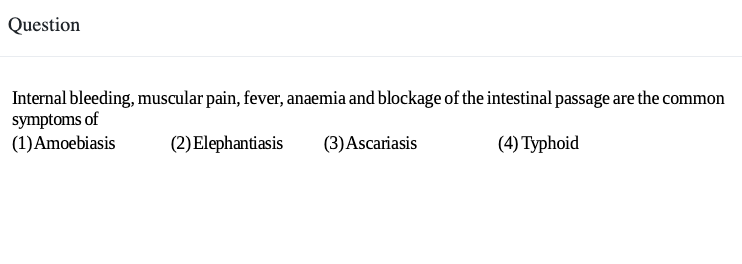 Question
Internal bleeding, muscular pain, fever, anaemia and blockage of the intestinal passage are the common
symptoms of
(1) Amoebiasis (2) Elephantiasis (3) Ascariasis (4) Typhoid